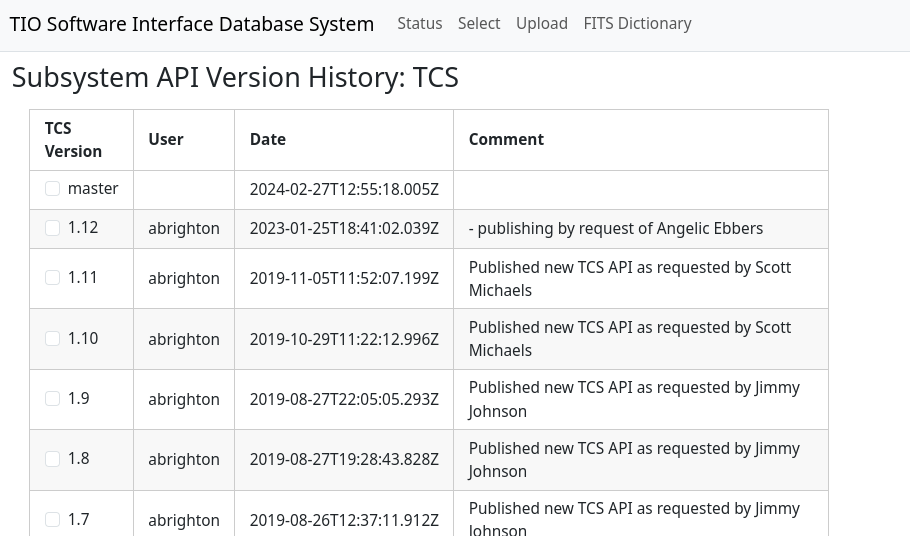 TIO Software Interface Database System Status Select Upload FITS Dictionary
Subsystem API Version History: TCS
TCS
Version
User Date Comment
master 2024-02-27T12:55:18.005Z
1.12 abrighton 2023-01-25T18:41:02.039Z - publishing by request of Angelic Ebbers
1.11 abrighton 2019-11-05T11:52:07.199Z Published new TCS API as requested by Scott
Michaels
1.10 abrighton 2019-10-29T11:22:12.996Z Published new TCS API as requested by Scott
Michaels
1.9 abrighton 2019-08-27T22:05:05.293Z Published new TCS API as requested by Jimmy
Johnson
1.8 abrighton 2019-08-27T19:28:43.828Z Published new TCS API as requested by Jimmy
Johnson
1.7 abrighton 2019-08-26T12:37:11.912Z Published new TCS API as requested by Jimmy
Johnson